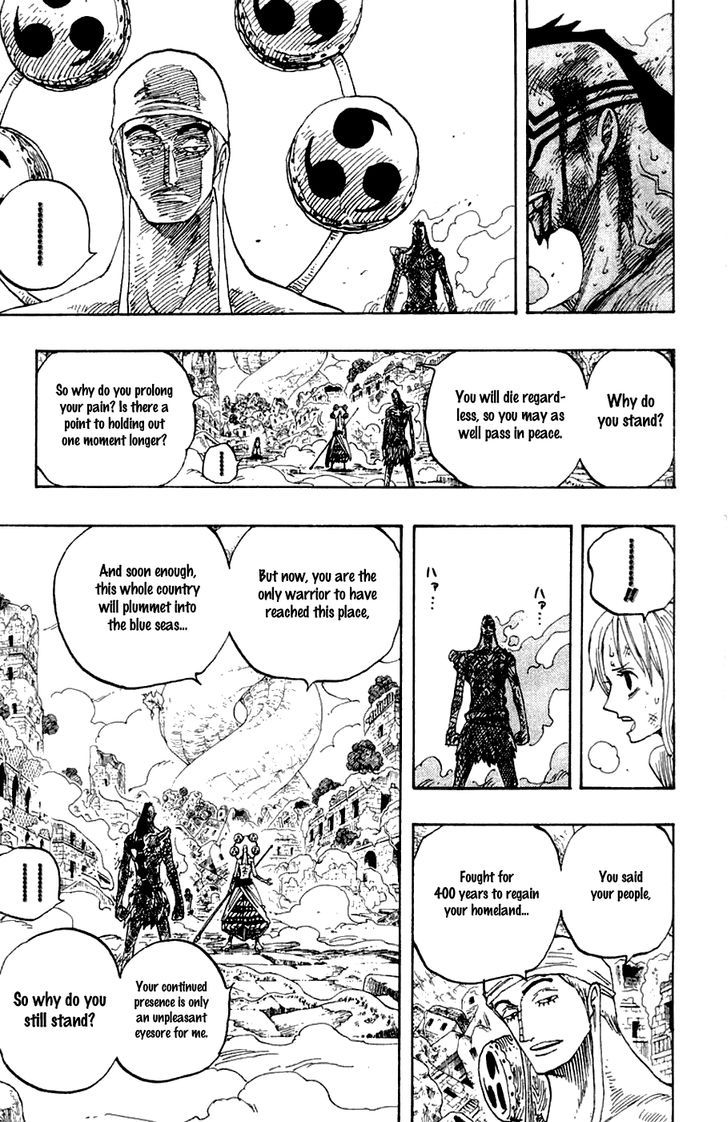 ............
Why do
you stand?
You will die regard-
less, so you may as
well pass in peace.
So why do you prolong
your pain? Is there a
point to holding out
one moment longer?
......
............!!
ハァ...
ハァ...
You said
your people,
Fought for
400 years to regain
your homeland...
But now, you are the
only warrior to have
reached this place,
And soon enough,
this whole country
will plummet into
the blue seas...
Your continued
presence is only
an unpleasant
eyesore for me.
So why do you
still stand?
.........